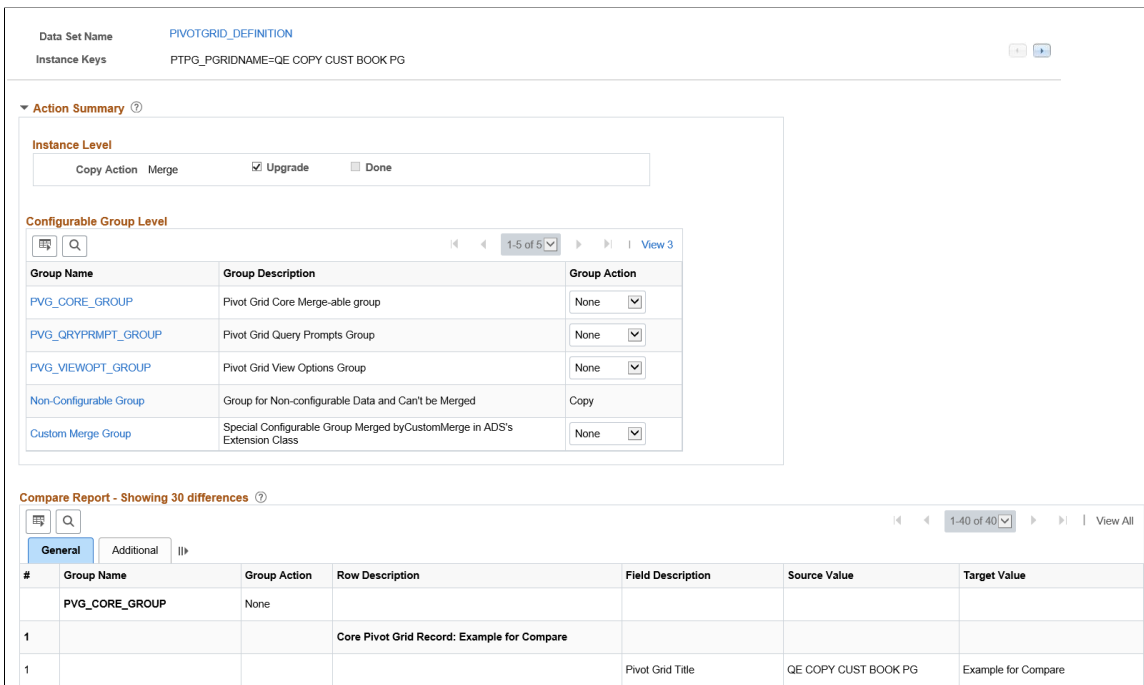 Data Set Name PIVOTGRID_DEFINITION
Instance Keys PTPG_PGRIDNAME=QE COPY CUST BOOK PG
Action Summary ?
Instance Level
Copy Action Merge Upgrade Done
Configurable Group Level
1-5 of 5 | View 3
Group Name Group Description Group Action
PVG_CORE_GROUP Pivot Grid Core Merge-able group None
PVG_QRYPRMPT_GROUP Pivot Grid Query Prompts Group None
PVG_VIEWOPT_GROUP Pivot Grid View Options Group None
Non-Configurable Group Group for Non-configurable Data and Can't be Merged Copy
Custom Merge Group Special Configurable Group Merged byCustomMerge in ADS's None
Extension Class
Compare Report - Showing 30 differences ?
1-40 of 40 | View All
General Additional
# Group Name Group Action Row Description Field Description Source Value Target Value
PVG_CORE_GROUP None
1 Core Pivot Grid Record: Example for Compare
1 Pivot Grid Title QE COPY CUST BOOK PG Example for Compare